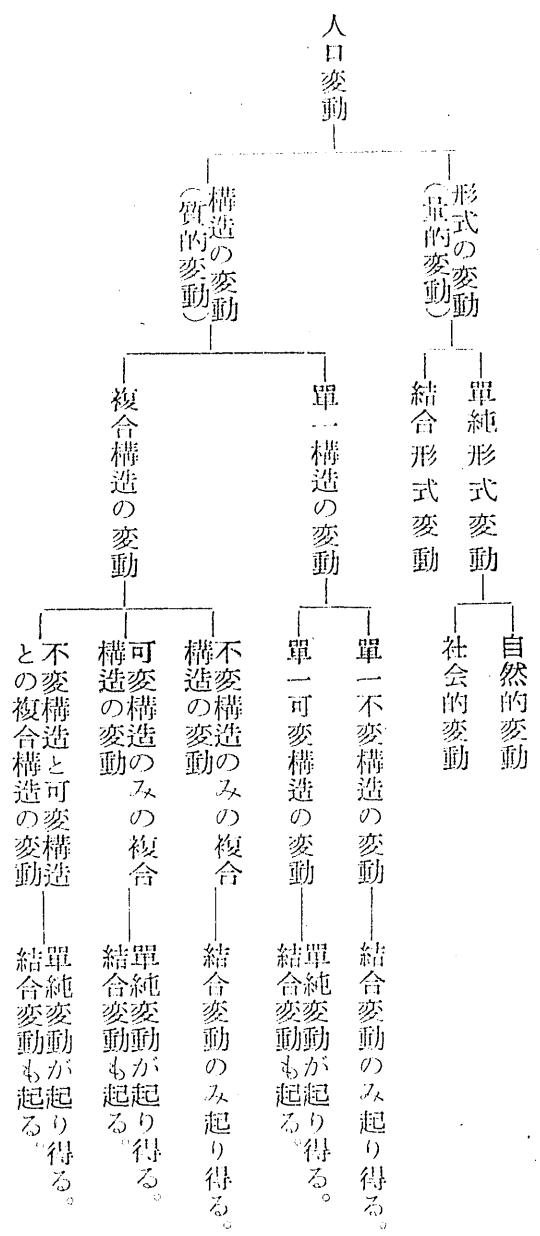 人口変動
形式の変動
(量的変動)
單純形式変動
自然的変動
社会的変動
結合形式変動
構造の変動
(質的変動)
單一構造の変動
單一不変構造の変動
結合変動のみ起り得る。
單一可変構造の変動
單純変動が起り得る。
結合変動も起る。
複合構造の変動
不変構造のみの複合
構造の変動
結合変動のみ起り得る。
可変構造のみの複合
構造の変動
單純変動が起り得る。
結合変動も起る。
不変構造と可変構造
との複合構造の変動
單純変動が起り得る。
結合変動も起る。